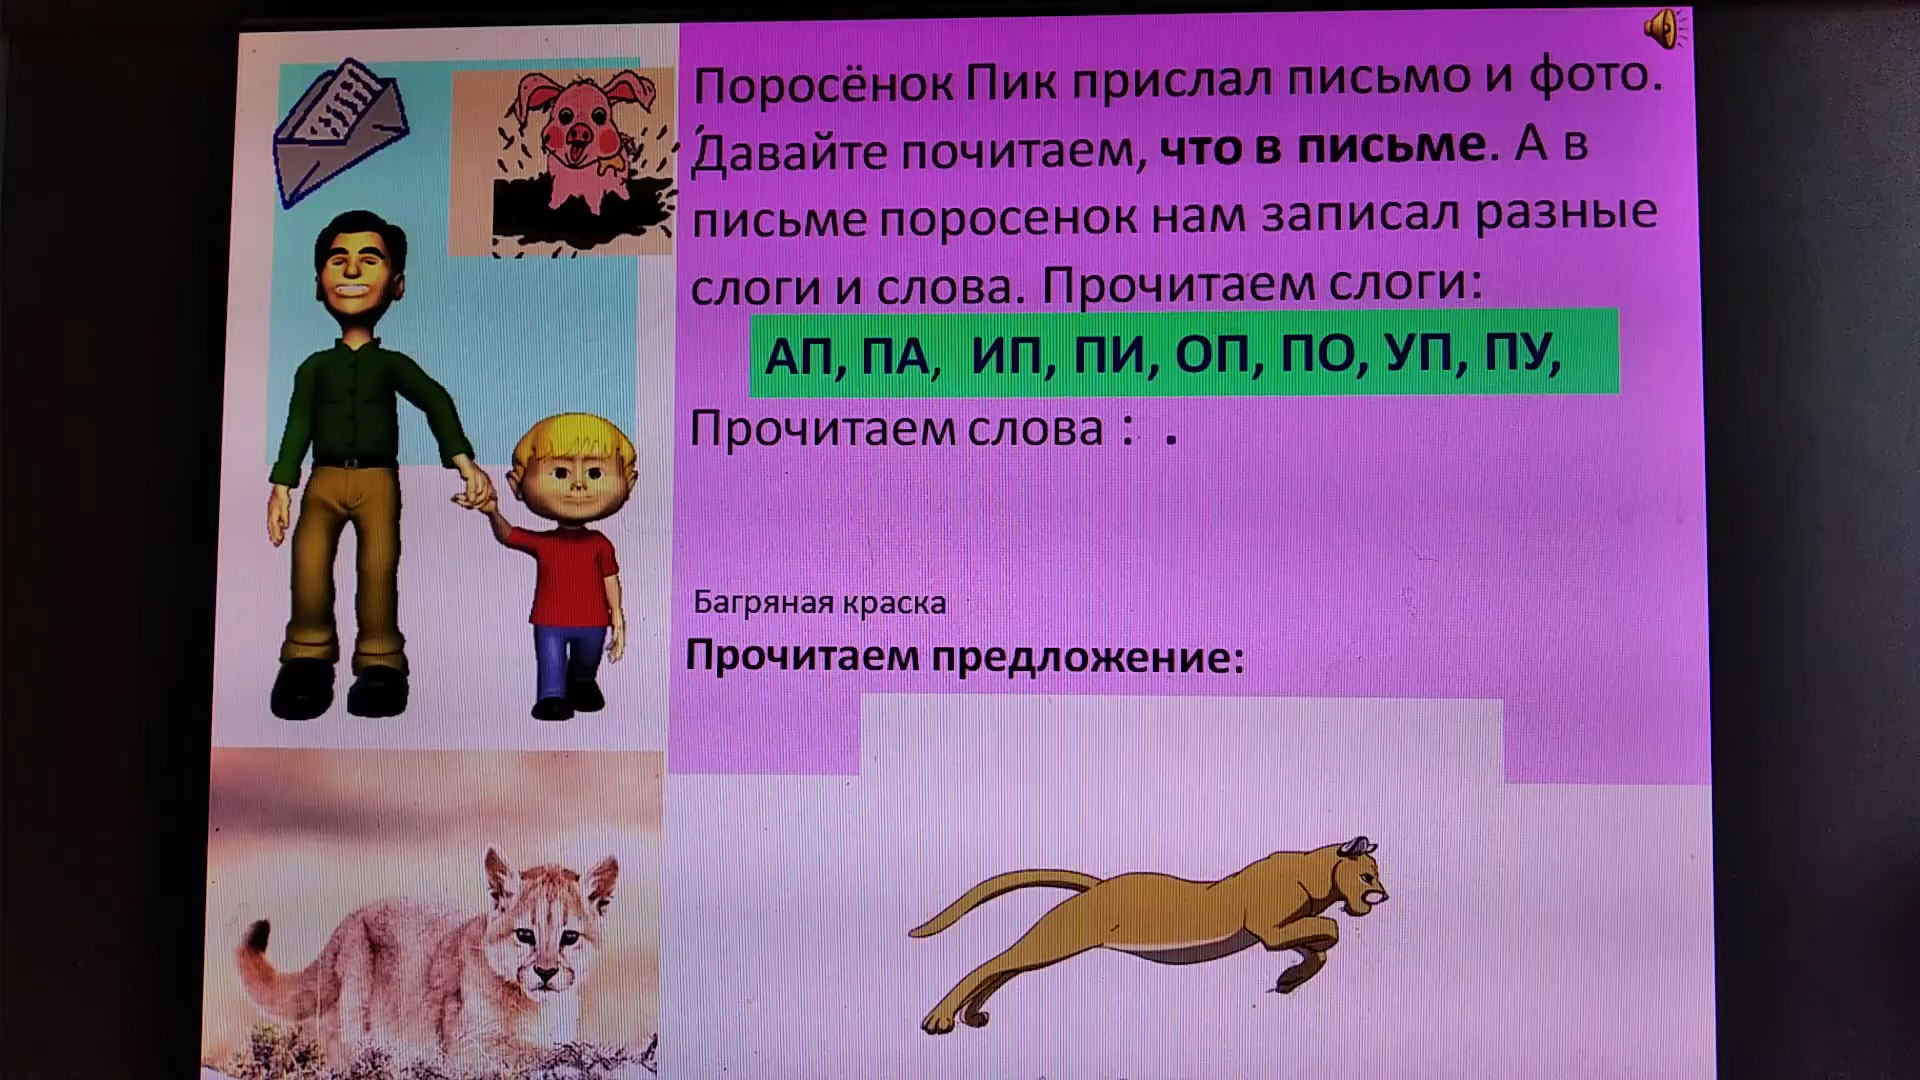 Поросёнок Пик прислал письмо и фото.
Давайте почитаем, что в письме. А в
письме поросенок нам записал разные
слоги и слова. Прочитаем слоги:
АП, ПА, ИП, ПИ, ОП, ПО, УП, ПУ,
Прочитаем слова : .
Багряная краска
Прочитаем предложение: